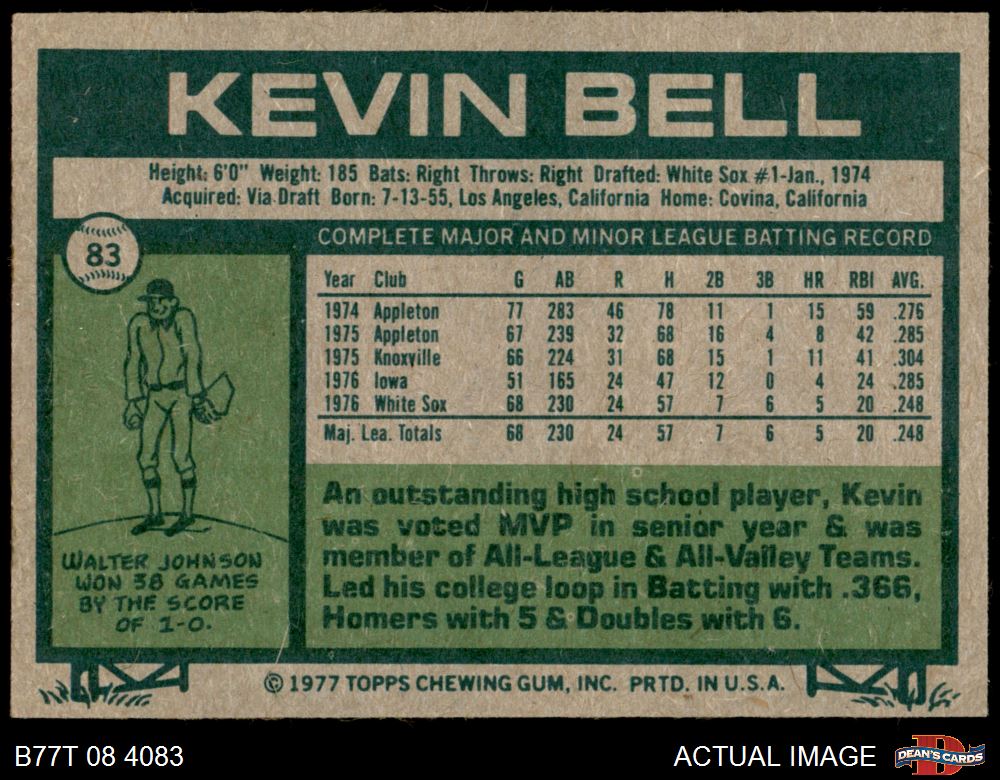 KEVIN BELL
Height: 6'0" Weight: 185 Bats: Right Throws: Right Drafted: White Sox #1-Jan., 1974
Acquired: Via Draft Born: 7-13-55, Los Angeles, California Home: Covina, California
83
COMPLETE MAJOR AND MINOR LEAGUE BATTING RECORD
Year Club G AB R H 2B 3B HR RBI AVG.
1974 Appleton 77 283 46 78 11 1 15 59 .276
1975 Appleton 67 239 32 68 16 4 8 42 .285
1975 Knoxville 66 224 31 68 15 1 11 41 .304
1976 Iowa 51 165 24 47 12 0 4 24 .285
1976 White Sox 68 230 24 57 7 6 5 20 .248
Maj. Lea. Totals 68 230 24 57 7 6 5 20 .248
WALTER JOHNSON
WON 38 GAMES
BY THE SCORE
OF 1-0.
An outstanding high school player, Kevin
was voted MVP in senior year & was
member of All-League & All-Valley Teams.
Led his college loop in Batting with .366,
Homers with 5 & Doubles with 6.
© 1977 TOPPS CHEWING GUM, INC. PRTD. IN U.S.A.
B77T 08 4083
ACTUAL IMAGE
D
DEAN'S CARDS